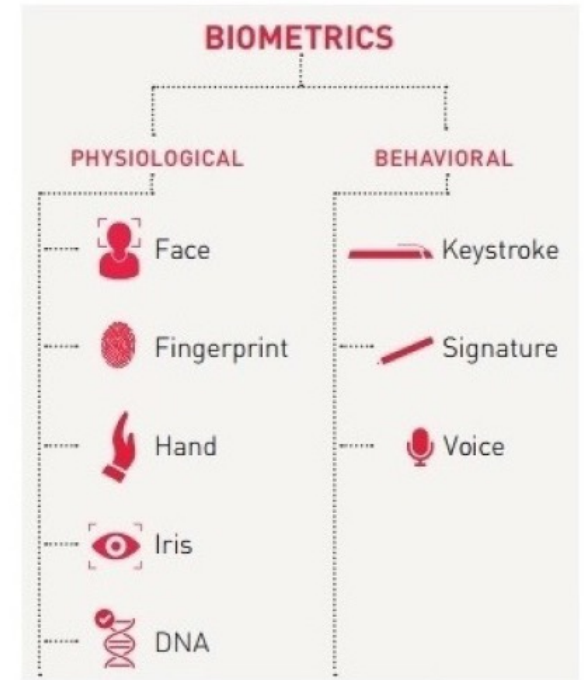 BIOMETRICS
PHYSIOLOGICAL
Face
Fingerprint
Hand
Iris
DNA
BEHAVIORAL
Keystroke
Signature
Voice